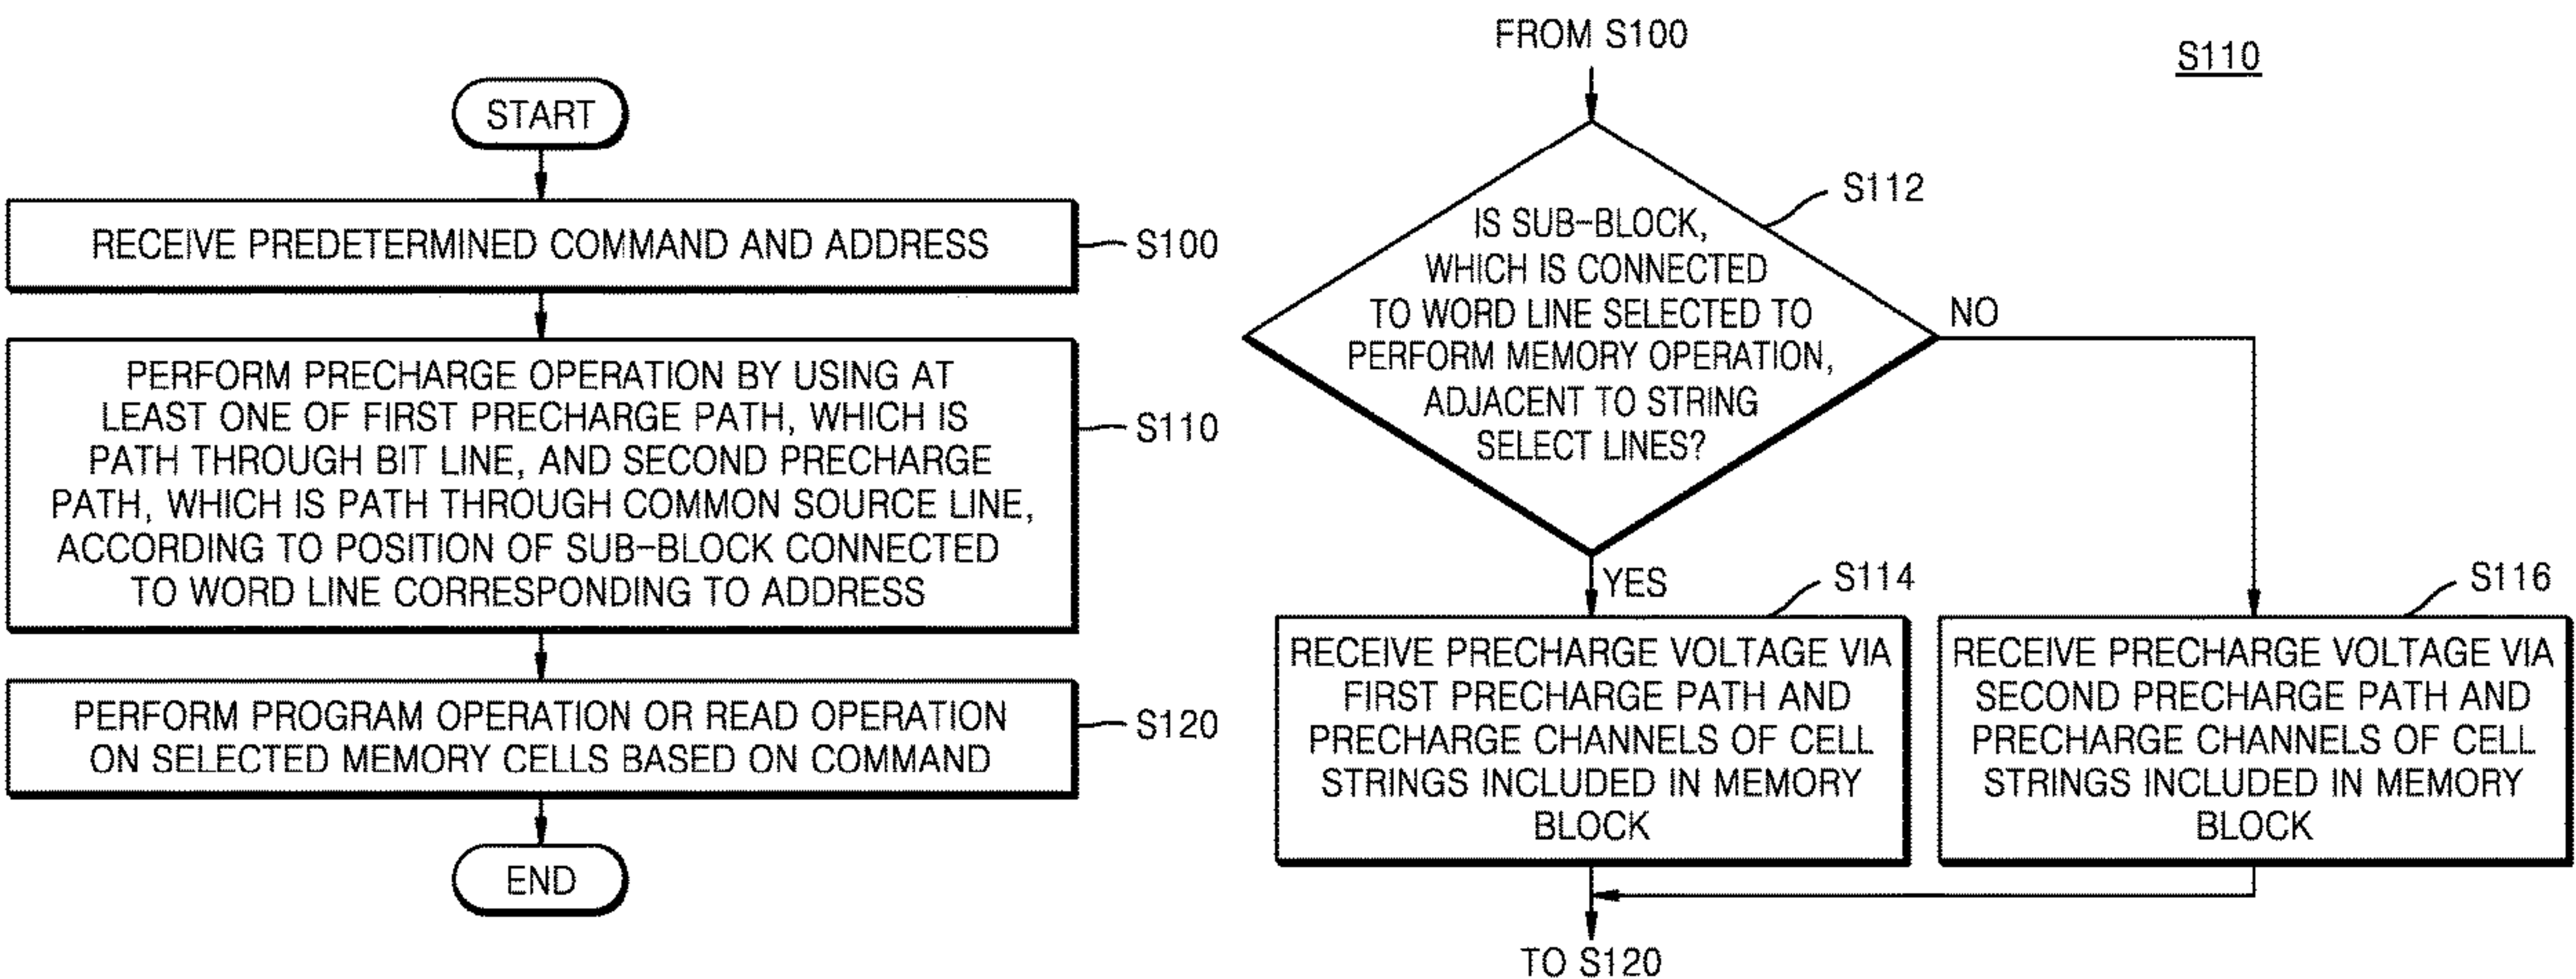 START
RECEIVE PREDETERMINED COMMAND AND ADDRESS
S100
PERFORM PRECHARGE OPERATION BY USING AT
LEAST ONE OF FIRST PRECHARGE PATH, WHICH IS
PATH THROUGH BIT LINE, AND SECOND PRECHARGE
PATH, WHICH IS PATH THROUGH COMMON SOURCE LINE,
ACCORDING TO POSITION OF SUB-BLOCK CONNECTED
TO WORD LINE CORRESPONDING TO ADDRESS
S110
PERFORM PROGRAM OPERATION OR READ OPERATION
ON SELECTED MEMORY CELLS BASED ON COMMAND
S120
END
S110
FROM S100
S112
IS SUB-BLOCK,
WHICH IS CONNECTED
TO WORD LINE SELECTED TO
PERFORM MEMORY OPERATION,
ADJACENT TO STRING
SELECT LINES?
NO
YES
S114
RECEIVE PRECHARGE VOLTAGE VIA
FIRST PRECHARGE PATH AND
PRECHARGE CHANNELS OF CELL
STRINGS INCLUDED IN MEMORY
BLOCK
S116
RECEIVE PRECHARGE VOLTAGE VIA
SECOND PRECHARGE PATH AND
PRECHARGE CHANNELS OF CELL
STRINGS INCLUDED IN MEMORY
BLOCK
TO S120